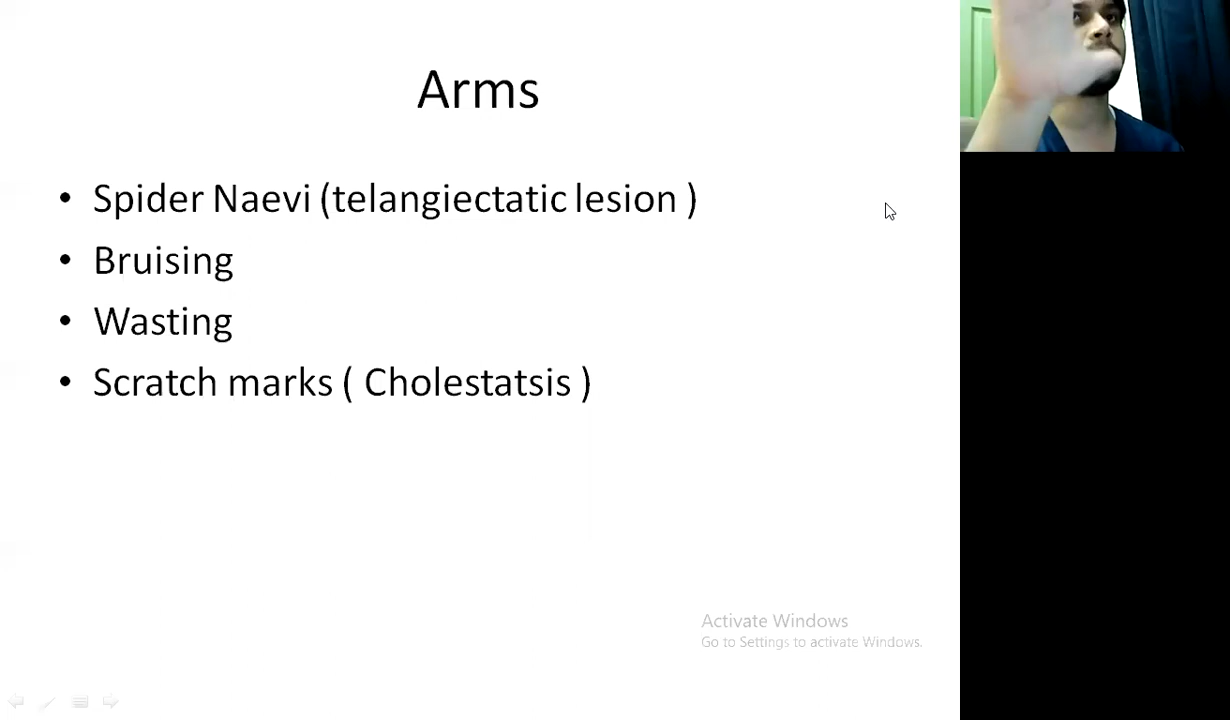 Arms
• Spider Naevi (telangiectatic lesion )
• Bruising
• Wasting
• Scratch marks ( Cholestatsis )
Activate Windows
Go to Settings to activate Windows.